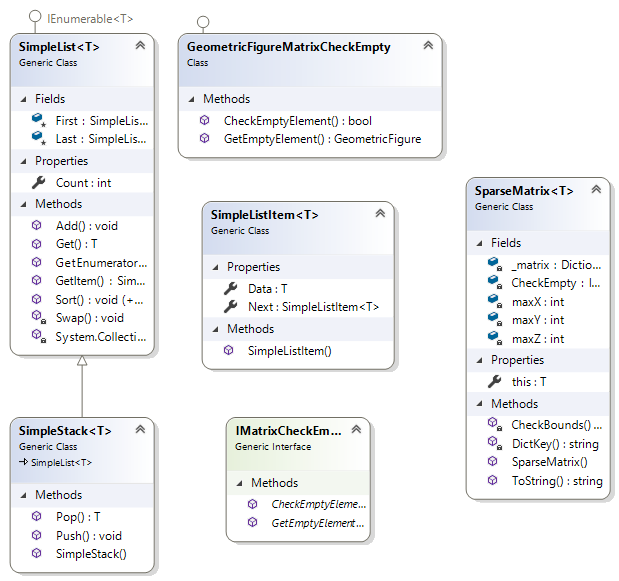 IEnumerable<T>
SimpleList<T>
Generic Class
Fields
First : SimpleLis...
Last : SimpleLis...
Properties
Count : int
Methods
Add() : void
Get() : T
GetEnumerator...
GetItem() : Sim...
Sort() : void (+...
Swap() : void
System.Collecti...
SimpleStack<T>
Generic Class
SimpleList<T>
Methods
Pop() : T
Push() : void
SimpleStack()
GeometricFigureMatrixCheckEmpty
Class
Methods
CheckEmptyElement() : bool
GetEmptyElement() : GeometricFigure
SimpleListItem<T>
Generic Class
Properties
Data : T
Next : SimpleListItem<T>
Methods
SimpleListItem()
IMatrixCheckEm...
Generic Interface
Methods
CheckEmptyEleme...
GetEmptyElement...
SparseMatrix<T>
Generic Class
Fields
_matrix : Dictio...
CheckEmpty : I...
maxX : int
maxY : int
maxZ : int
Properties
this : T
Methods
CheckBounds() ...
DictKey() : string
SparseMatrix()
ToString() : string